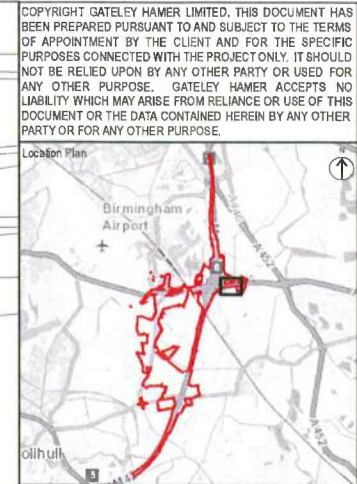 COPYRIGHT GATELEY HAMER LIMITED. THIS DOCUMENT HAS
BEEN PREPARED PURSUANT TO AND SUBJECT TO THE TERMS
OF APPOINTMENT BY THE CLIENT AND FOR THE SPECIFIC
PURPOSES CONNECTED WITH THE PROJECT ONLY. IT SHOULD
NOT BE RELIED UPON BY ANY OTHER PARTY OR USED FOR
ANY OTHER PURPOSE. GATELEY HAMER ACCEPTS NO
LIABILITY WHICH MAY ARISE FROM RELIANCE OR USE OF THIS
DOCUMENT OR THE DATA CONTAINED HEREIN BY ANY OTHER
PARTY OR FOR ANY OTHER PURPOSE.
Location Plan
Birmingham
Airport
A452
A452
olihull
5